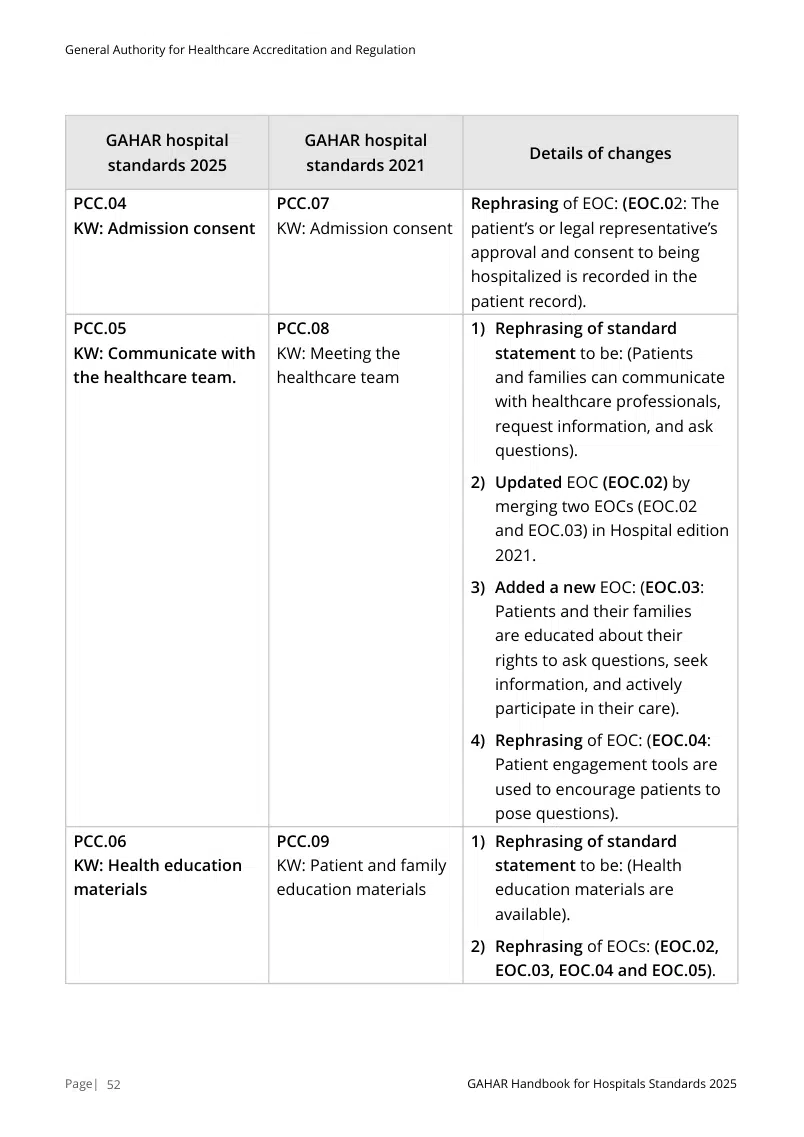 General Authority for Healthcare Accreditation and Regulation
GAHAR hospital
standards 2025
GAHAR hospital
standards 2021
Details of changes
PCC.04
KW: Admission consent
PCC.07
KW: Admission consent
Rephrasing of EOC: (EOC.02: The
patient’s or legal representative’s
approval and consent to being
hospitalized is recorded in the
patient record).
PCC.05
KW: Communicate with
the healthcare team.
PCC.08
KW: Meeting the
healthcare team
1) Rephrasing of standard
statement to be: (Patients
and families can communicate
with healthcare professionals,
request information, and ask
questions).
2) Updated EOC (EOC.02) by
merging two EOCs (EOC.02
and EOC.03) in Hospital edition
2021.
3) Added a new EOC: (EOC.03:
Patients and their families
are educated about their
rights to ask questions, seek
information, and actively
participate in their care).
4) Rephrasing of EOC: (EOC.04:
Patient engagement tools are
used to encourage patients to
pose questions).
PCC.06
KW: Health education
materials
PCC.09
KW: Patient and family
education materials
1) Rephrasing of standard
statement to be: (Health
education materials are
available).
2) Rephrasing of EOCs: (EOC.02,
EOC.03, EOC.04 and EOC.05).
Page| 52
GAHAR Handbook for Hospitals Standards 2025